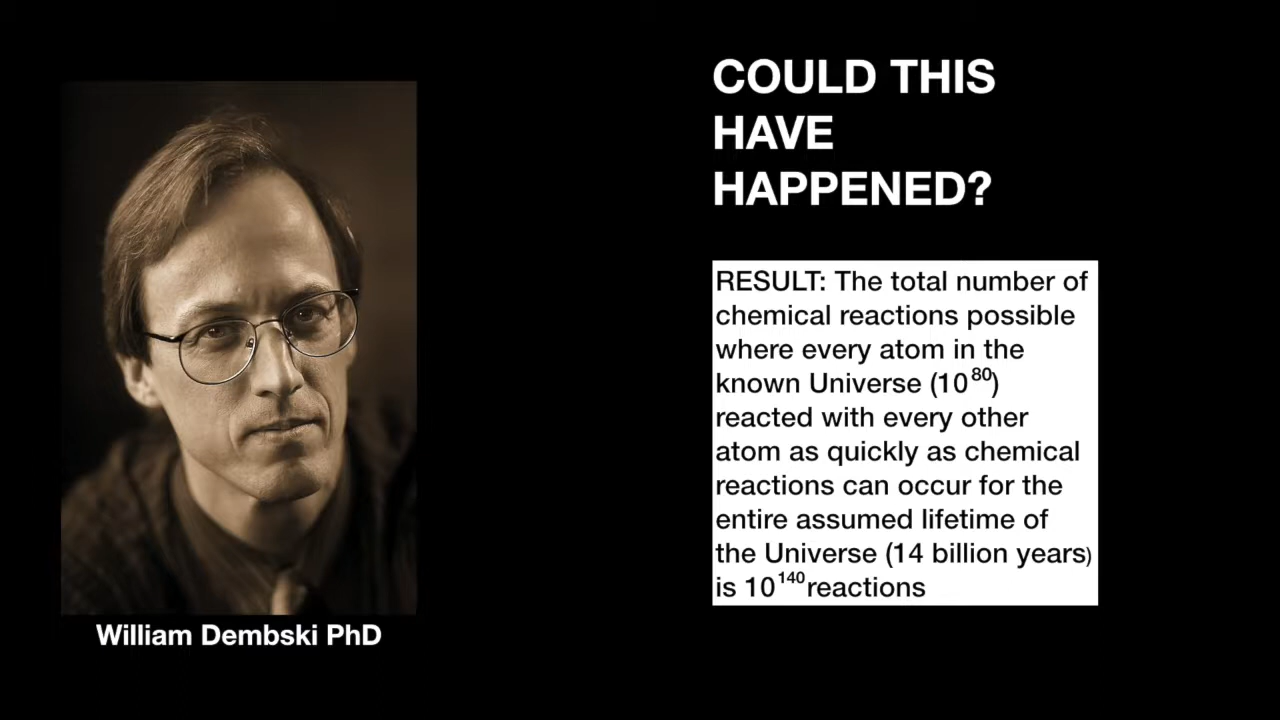 COULD THIS
HAVE
HAPPENED?
RESULT: The total number of
chemical reactions possible
where every atom in the
known Universe (10⁸⁰)
reacted with every other
atom as quickly as chemical
reactions can occur for the
entire assumed lifetime of
the Universe (14 billion years)
is 10¹⁴⁰ reactions
William Dembski PhD